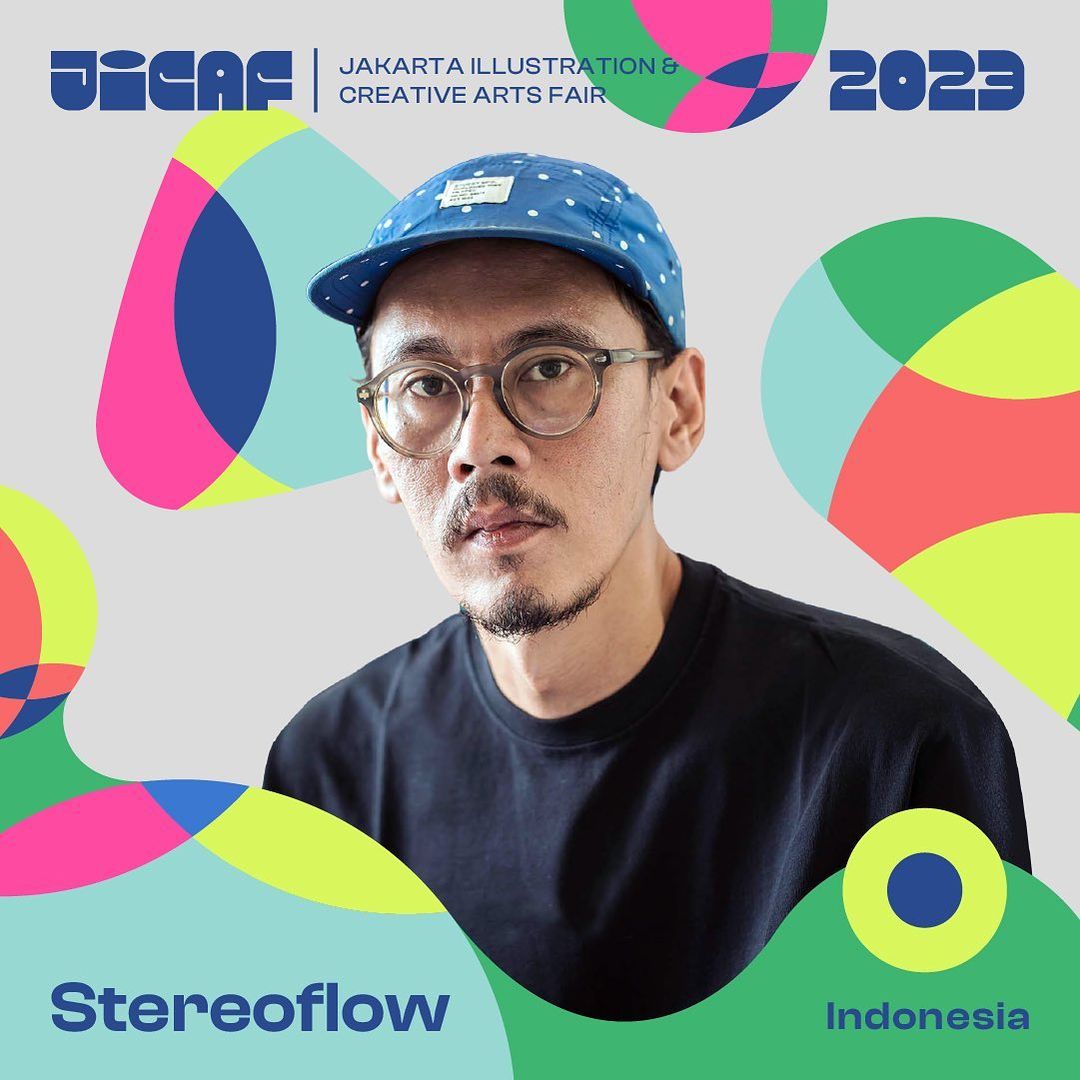 JiCAF
JAKARTA ILLUSTRATION &
CREATIVE ARTS FAIR
2023
Stereoflow
Indonesia